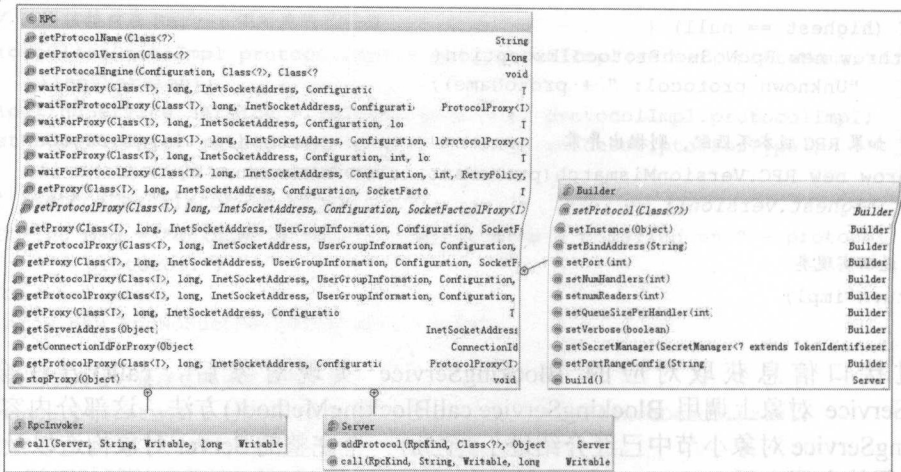 RPC
getProtocolName(Class<?>) String
getProtocolVersion(Class<?>) long
setProtocolEngine(Configuration, Class<?>, Class<? void
waitForProxy(Class<T>, long, InetSocketAddress, Configuratic T
waitForProtocolProxy(Class<T>, long, InetSocketAddress, Configurati ProtocolProxy<T>
waitForProxy(Class<T>, long, InetSocketAddress, Configuration, lo T
waitForProtocolProxy(Class<T>, long, InetSocketAddress, Configuration, lo
waitForProxy(Class<T>, long, InetSocketAddress, Configuration, int, lo T
waitForProtocolProxy(Class<T>, long, InetSocketAddress, Configuration, int, RetryPolicy,
getProxy(Class<T>, long, InetSocketAddress, Configuration, SocketFacto T
getProtocolProxy(Class<T>, long, InetSocketAddress, Configuration, SocketFact
getProxy(Class<T>, long, InetSocketAddress, UserGroupInformation, Configuration, SocketF
getProtocolProxy(Class<T>, long, InetSocketAddress, UserGroupInformation, Configuration,
getProxy(Class<T>, long, InetSocketAddress, UserGroupInformation, Configuration, SocketF
getProtocolProxy(Class<T>, long, InetSocketAddress, UserGroupInformation, Configuration,
getProtocolProxy(Class<T>, long, InetSocketAddress, UserGroupInformation, Configuration,
getProxy(Class<T>, long, InetSocketAddress, Configuratio T
getServerAddress(Object) InetSocketAddress
getConnectionIdForProxy(Object ConnectionId
getProtocolProxy(Class<T>, long, InetSocketAddress, Configurati ProtocolProxy<T>
stopProxy(Object) void
Builder
setProtocol(Class<?>) Builder
setInstance(Object) Builder
setBindAddress(String) Builder
setPort(int) Builder
setNumHandlers(int) Builder
setnumReaders(int) Builder
setQueueSizePerHandler(int) Builder
setVerbose(boolean) Builder
setSecretManager(SecretManager<? extends TokenIdentifier Builder
setPortRangeConfig(String Builder
build() Server
RpcInvoker
call(Server, String, Writable, long Writable
Server
addProtocol(RpcKind, Class<?>, Object Server
call(RpcKind, String, Writable, long Writable